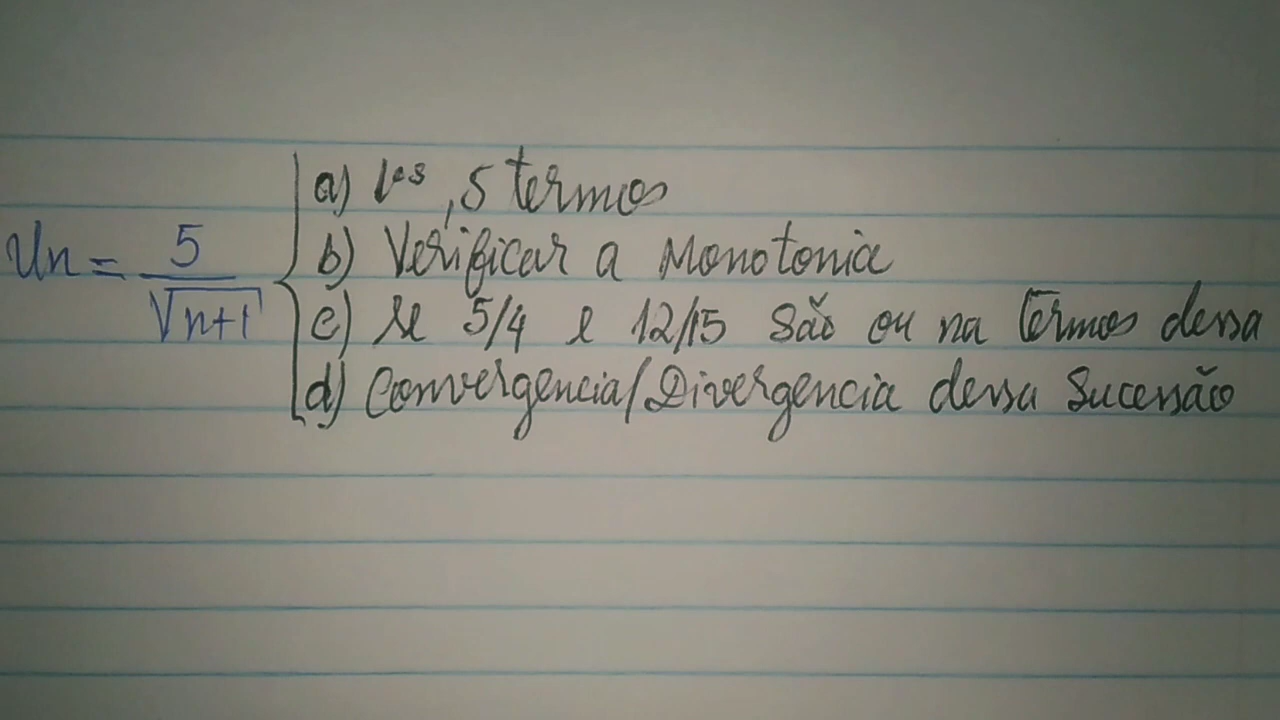 a) 1os, 5 termos
Un = 5/√n+1
b) Verificar a Monotonia
c) se 5/4 e 12/15 São ou na Termos dessa
d) Convergencia/Divergencia dessa Sucessão